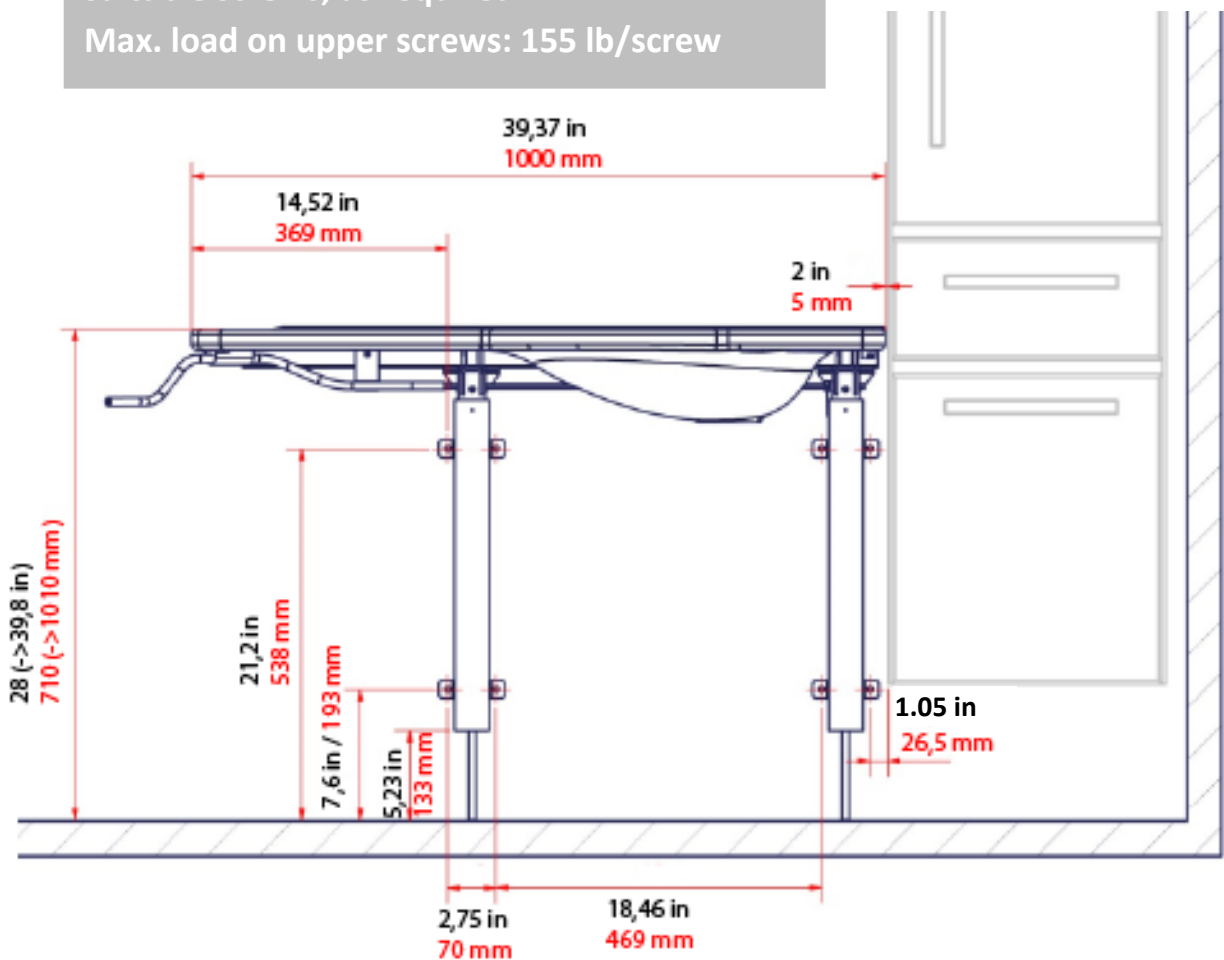 Max. load on upper screws: 155 lb/screw
39,37 in
1000 mm
14,52 in
369 mm
2 in
5 mm
28 (->39,8 in)
710 (->1010 mm)
21,2 in
538 mm
7,6 in / 193 mm
5,23 in
133 mm
1.05 in
26,5 mm
2,75 in
70 mm
18,46 in
469 mm